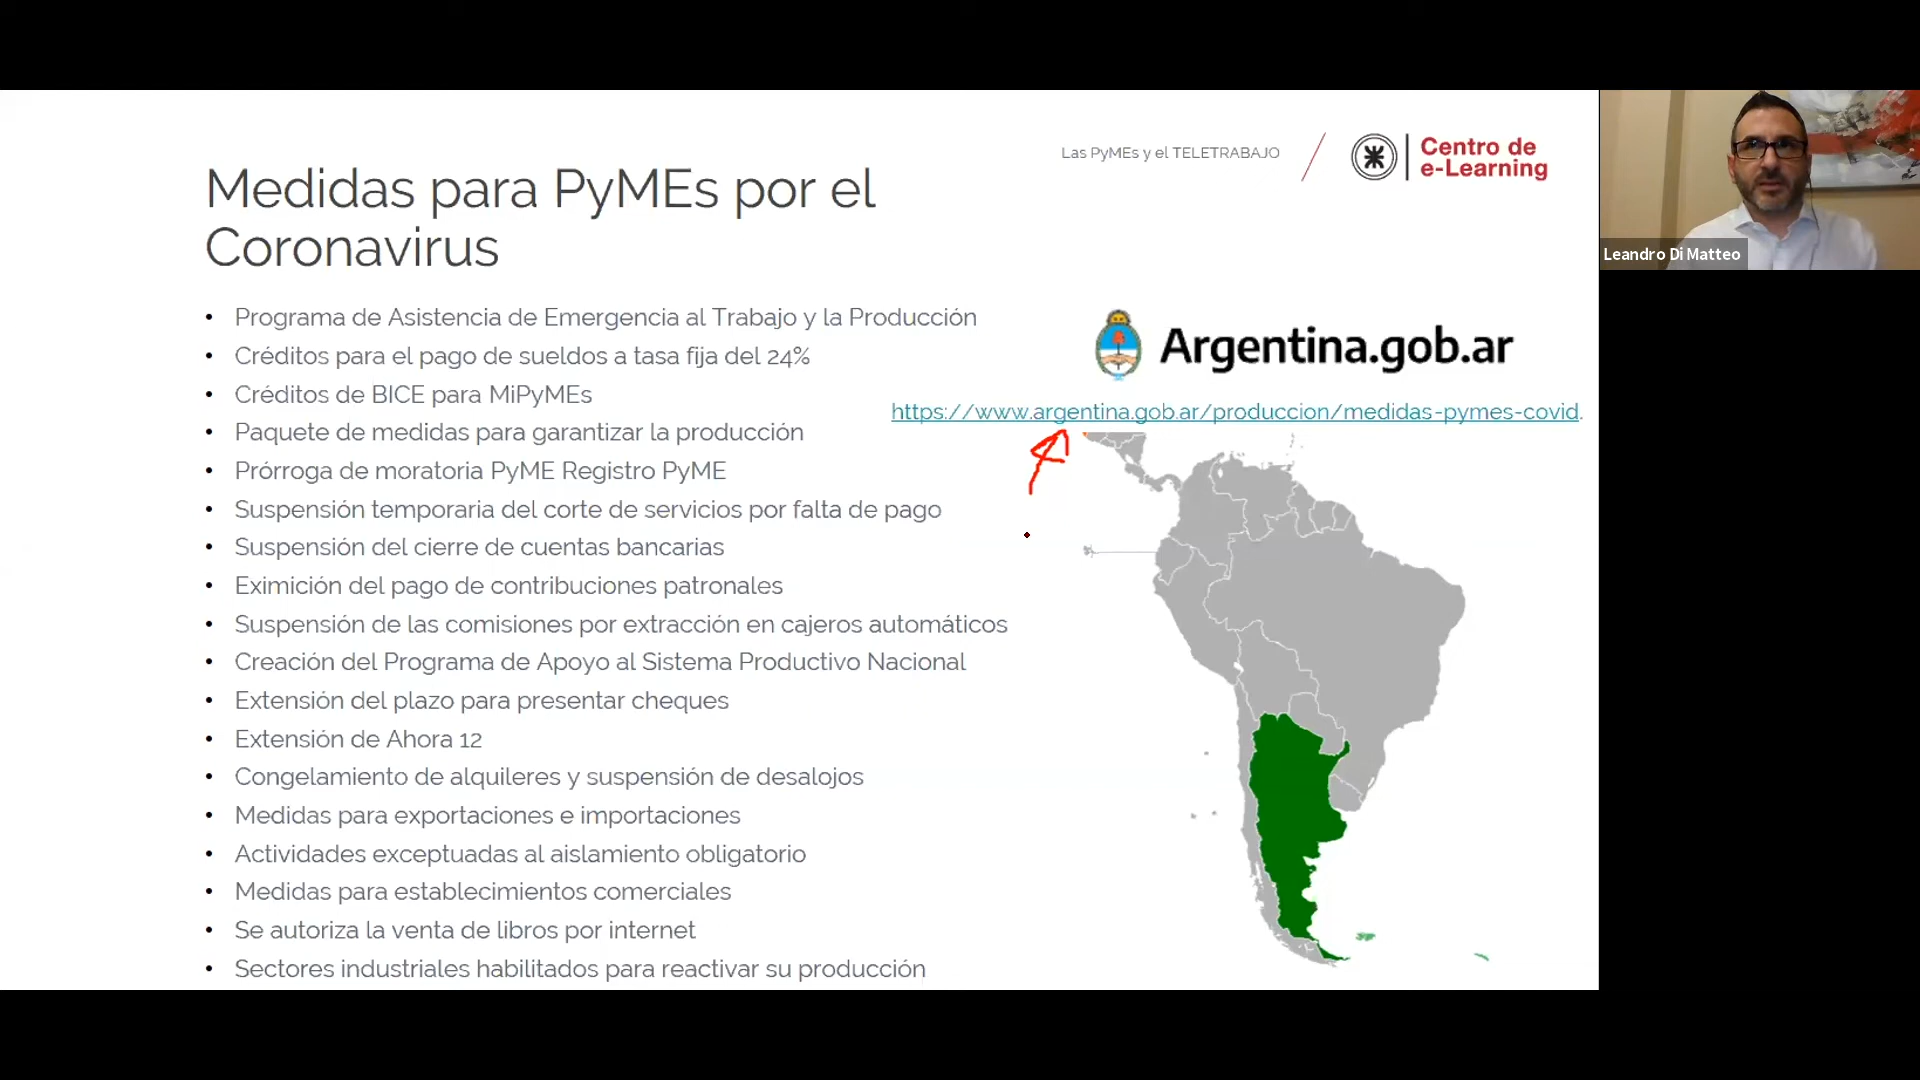 Las PyMEs y el TELETRABAJO
Centro de
e-Learning
Leandro Di Matteo
Medidas para PyMEs por el
Coronavirus
• Programa de Asistencia de Emergencia al Trabajo y la Producción
• Créditos para el pago de sueldos a tasa fija del 24%
• Créditos de BICE para MiPyMEs
• Paquete de medidas para garantizar la producción
• Prórroga de moratoria PyME Registro PyME
• Suspensión temporaria del corte de servicios por falta de pago
• Suspensión del cierre de cuentas bancarias
• Eximición del pago de contribuciones patronales
• Suspensión de las comisiones por extracción en cajeros automáticos
• Creación del Programa de Apoyo al Sistema Productivo Nacional
• Extensión del plazo para presentar cheques
• Extensión de Ahora 12
• Congelamiento de alquileres y suspensión de desalojos
• Medidas para exportaciones e importaciones
• Actividades exceptuadas al aislamiento obligatorio
• Medidas para establecimientos comerciales
• Se autoriza la venta de libros por internet
• Sectores industriales habilitados para reactivar su producción
Argentina.gob.ar
https://www.argentina.gob.ar/produccion/medidas-pymes-covid.